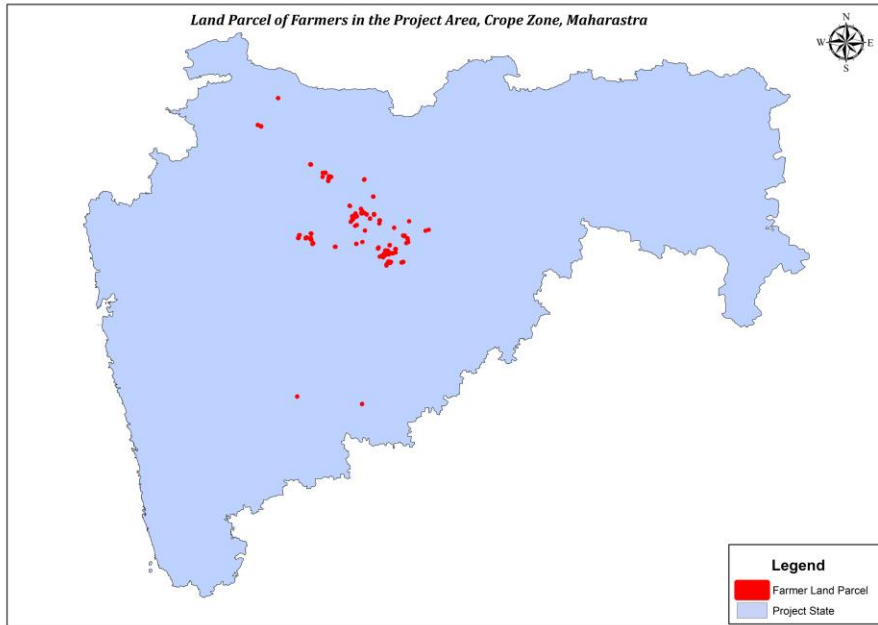 Land Parcel of Farmers in the Project Area, Crope Zone, Maharastra
N
W E
S
Legend
Farmer Land Parcel
Project State